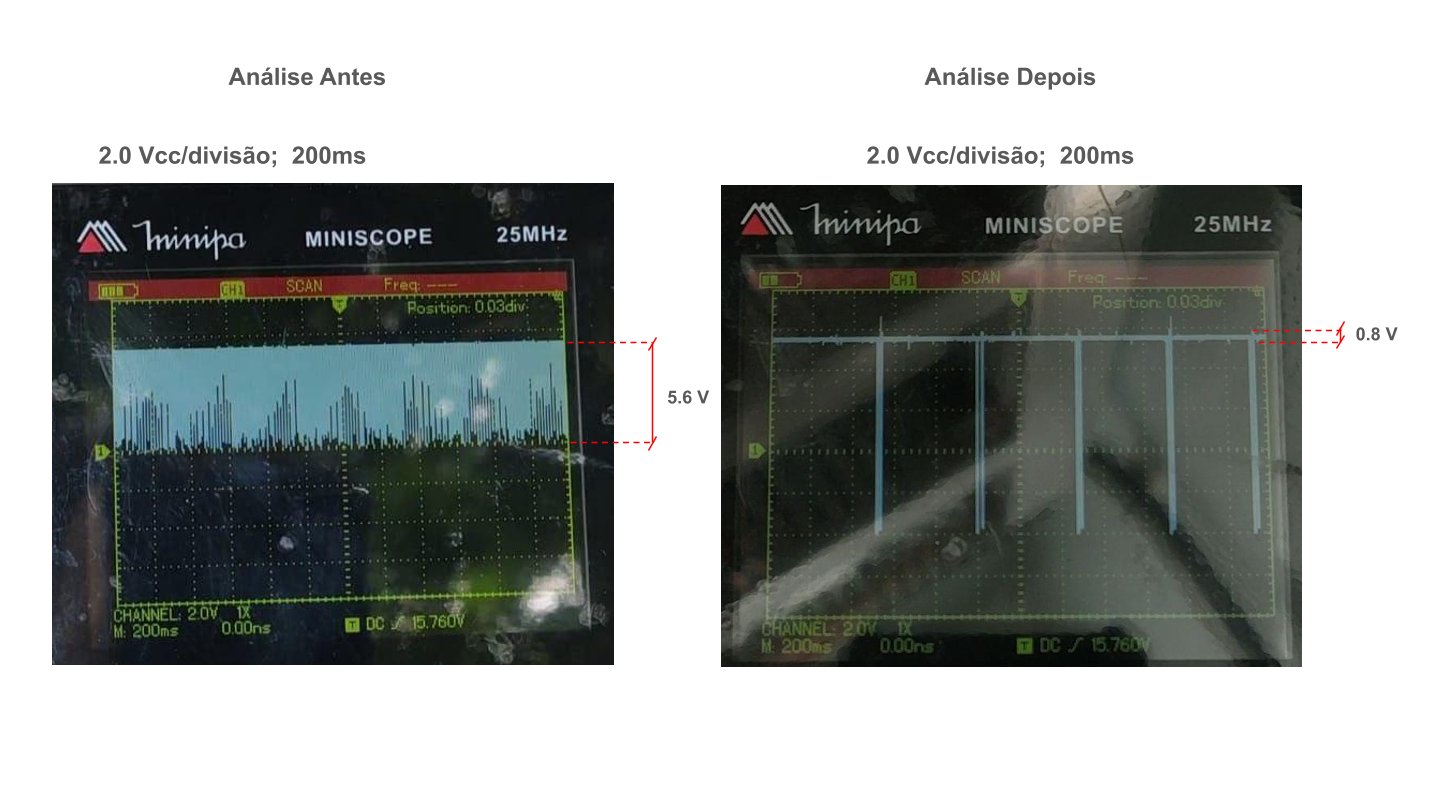 Análise Antes
Análise Depois
2.0 Vcc/divisão; 200ms
2.0 Vcc/divisão; 200ms
minipa MINISCOPE 25MHz
CH1 SCAN Freq: ---
T
Position: 0.03div
1
CHANNEL: 2.0V 1X
M: 200ms 0.00ns T DC 15.760V
5.6 V
minipa MINISCOPE 25MHz
CH1 SCAN Freq: ---
T
Position: 0.03div
1
CHANNEL: 2.0V 1X
M: 200ms 0.00ns T DC 15.760V
0.8 V